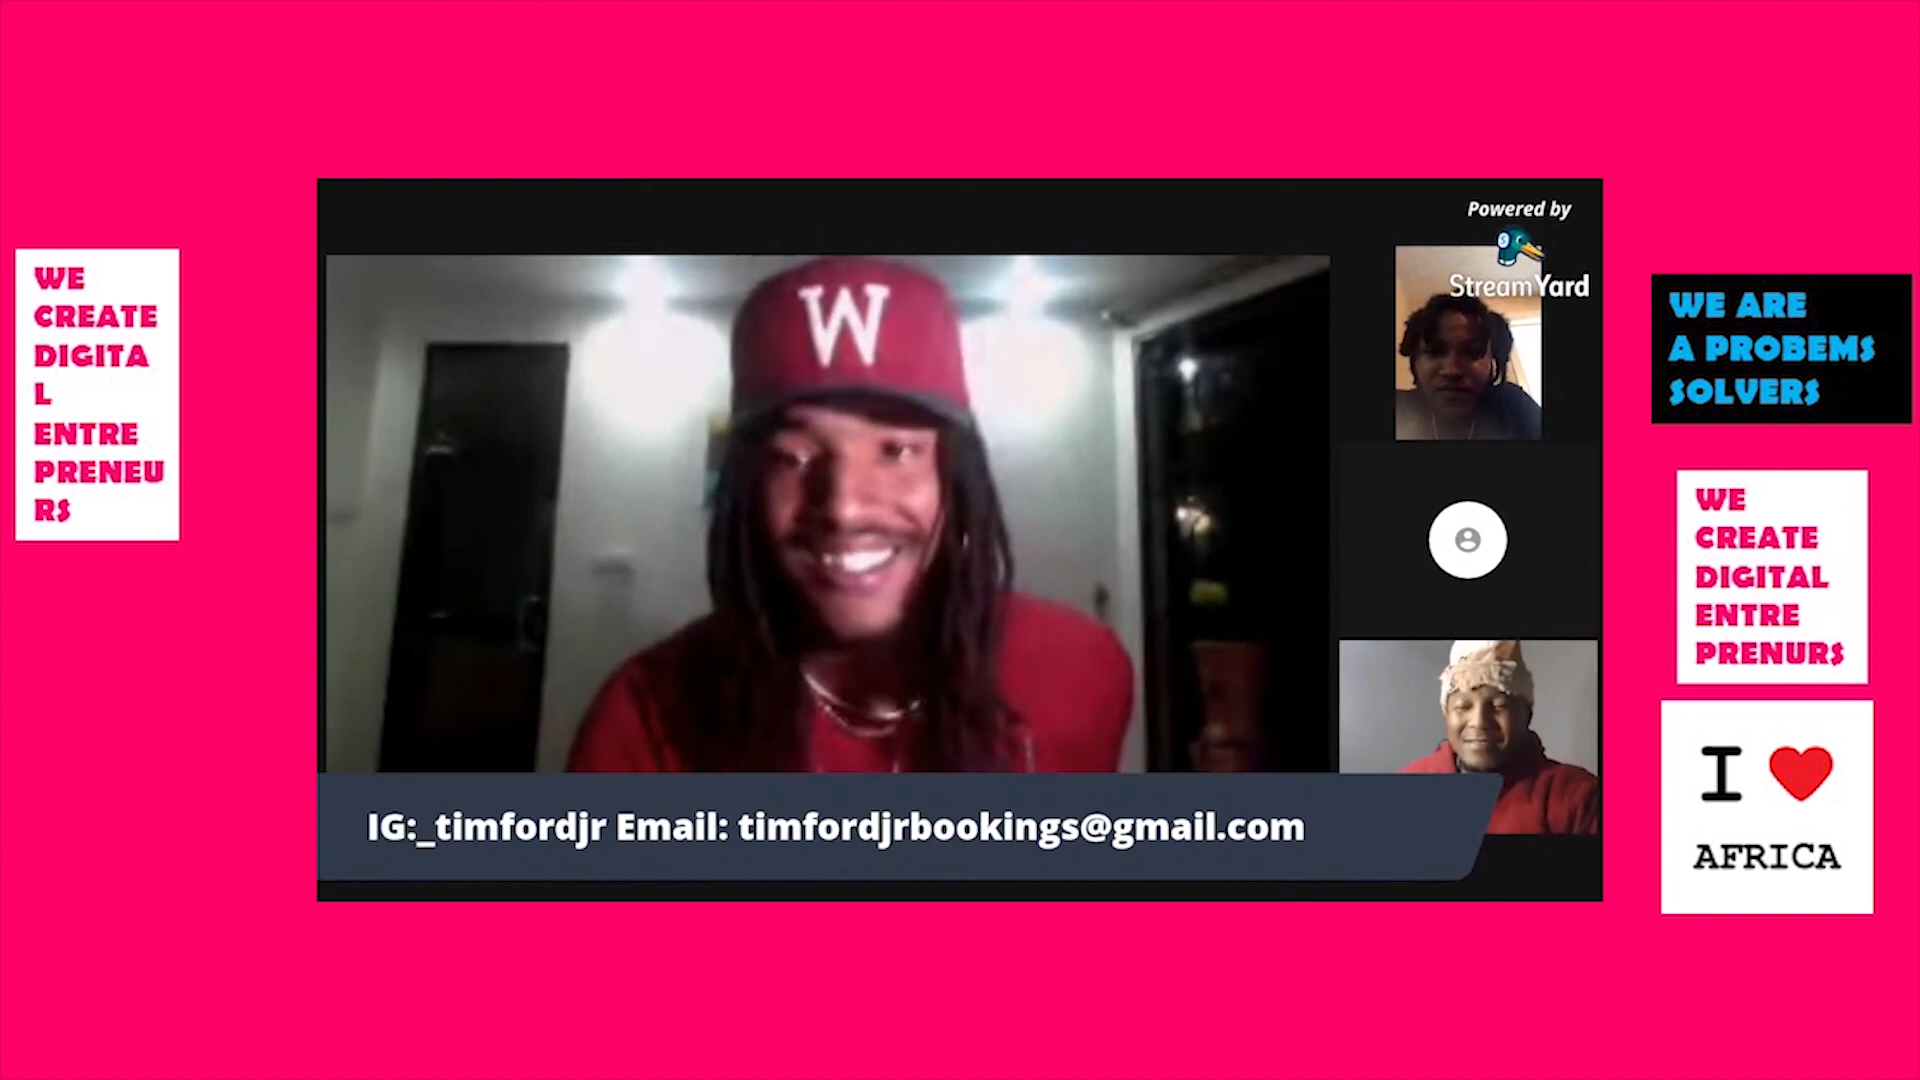 WE
CREATE
DIGITA
L
ENTRE
PRENEU
RS
Powered by
StreamYard
W
IG:_timfordjr Email: timfordjrbookings@gmail.com
WE ARE
A PROBEMS
SOLVERS
WE
CREATE
DIGITAL
ENTRE
PRENURS
I ❤
AFRICA